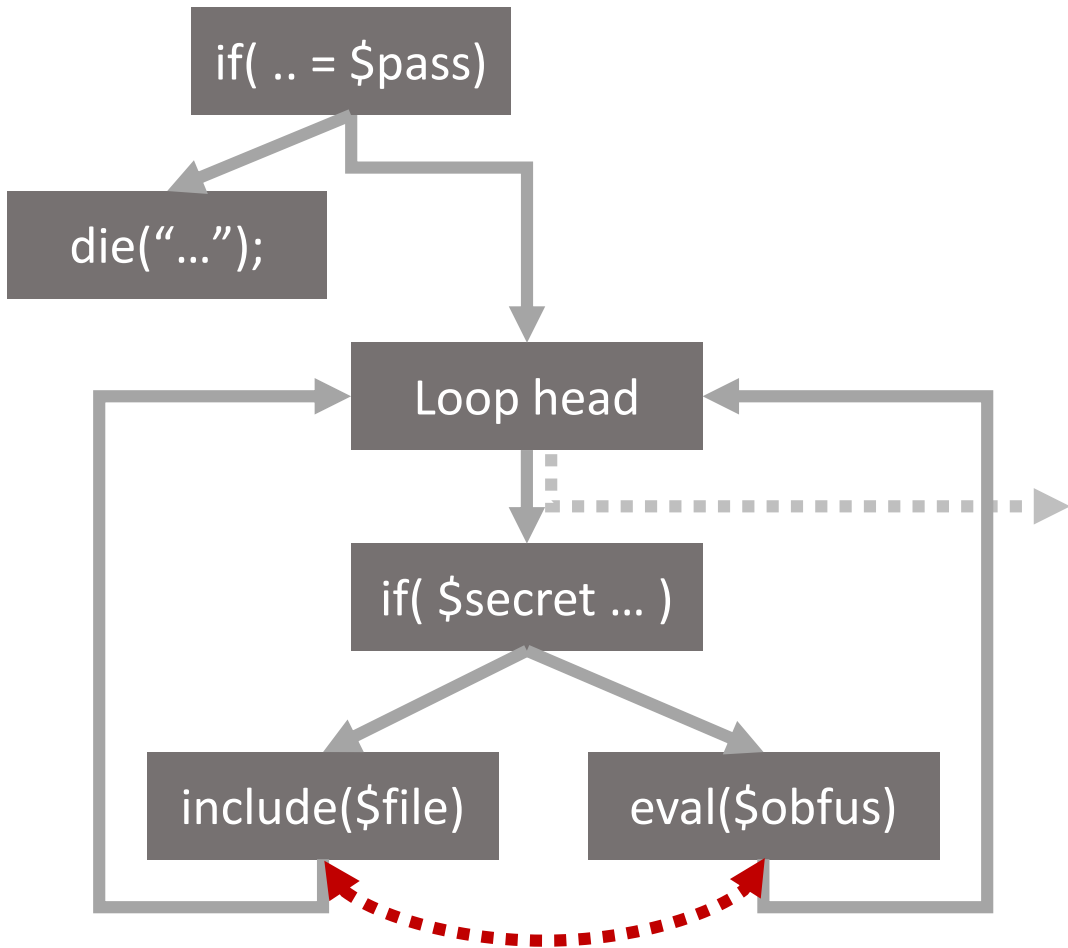 if( .. = $pass)
die(“…”);
Loop head
if( $secret … )
include($file)
eval($obfus)